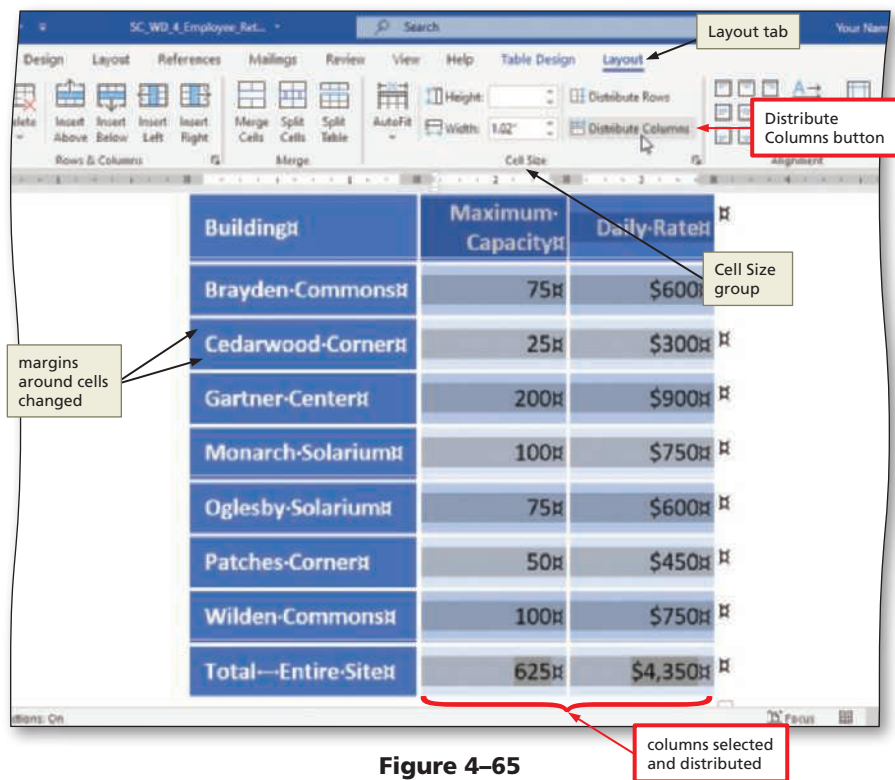 SC_WD_4_Employee_Ret...
Search
Your Nam
Design Layout References Mailings Review View Help Table Design Layout
Layout tab
Insert Above
Insert Below
Insert Left
Insert Right
Merge Cells
Split Cells
Split Table
AutoFit
Height:
Width: 1.02"
Distribute Rows
Distribute Columns
Distribute
Columns button
Rows & Columns
Merge
Cell Size
Alignment
Building¤ Maximum·Capacity¤ Daily·Rate¤ ¤
Cell Size
group
Brayden·Commons¤ 75¤ $600¤
Cedarwood·Corner¤ 25¤ $300¤ ¤
margins
around cells
changed
Gartner·Center¤ 200¤ $900¤ ¤
Monarch·Solarium¤ 100¤ $750¤ ¤
Oglesby·Solarium¤ 75¤ $600¤ ¤
Patches·Corner¤ 50¤ $450¤ ¤
Wilden·Commons¤ 100¤ $750¤ ¤
Total·–·Entire·Site¤ 625¤ $4,350¤ ¤
On
Focus
columns selected
and distributed
Figure 4–65